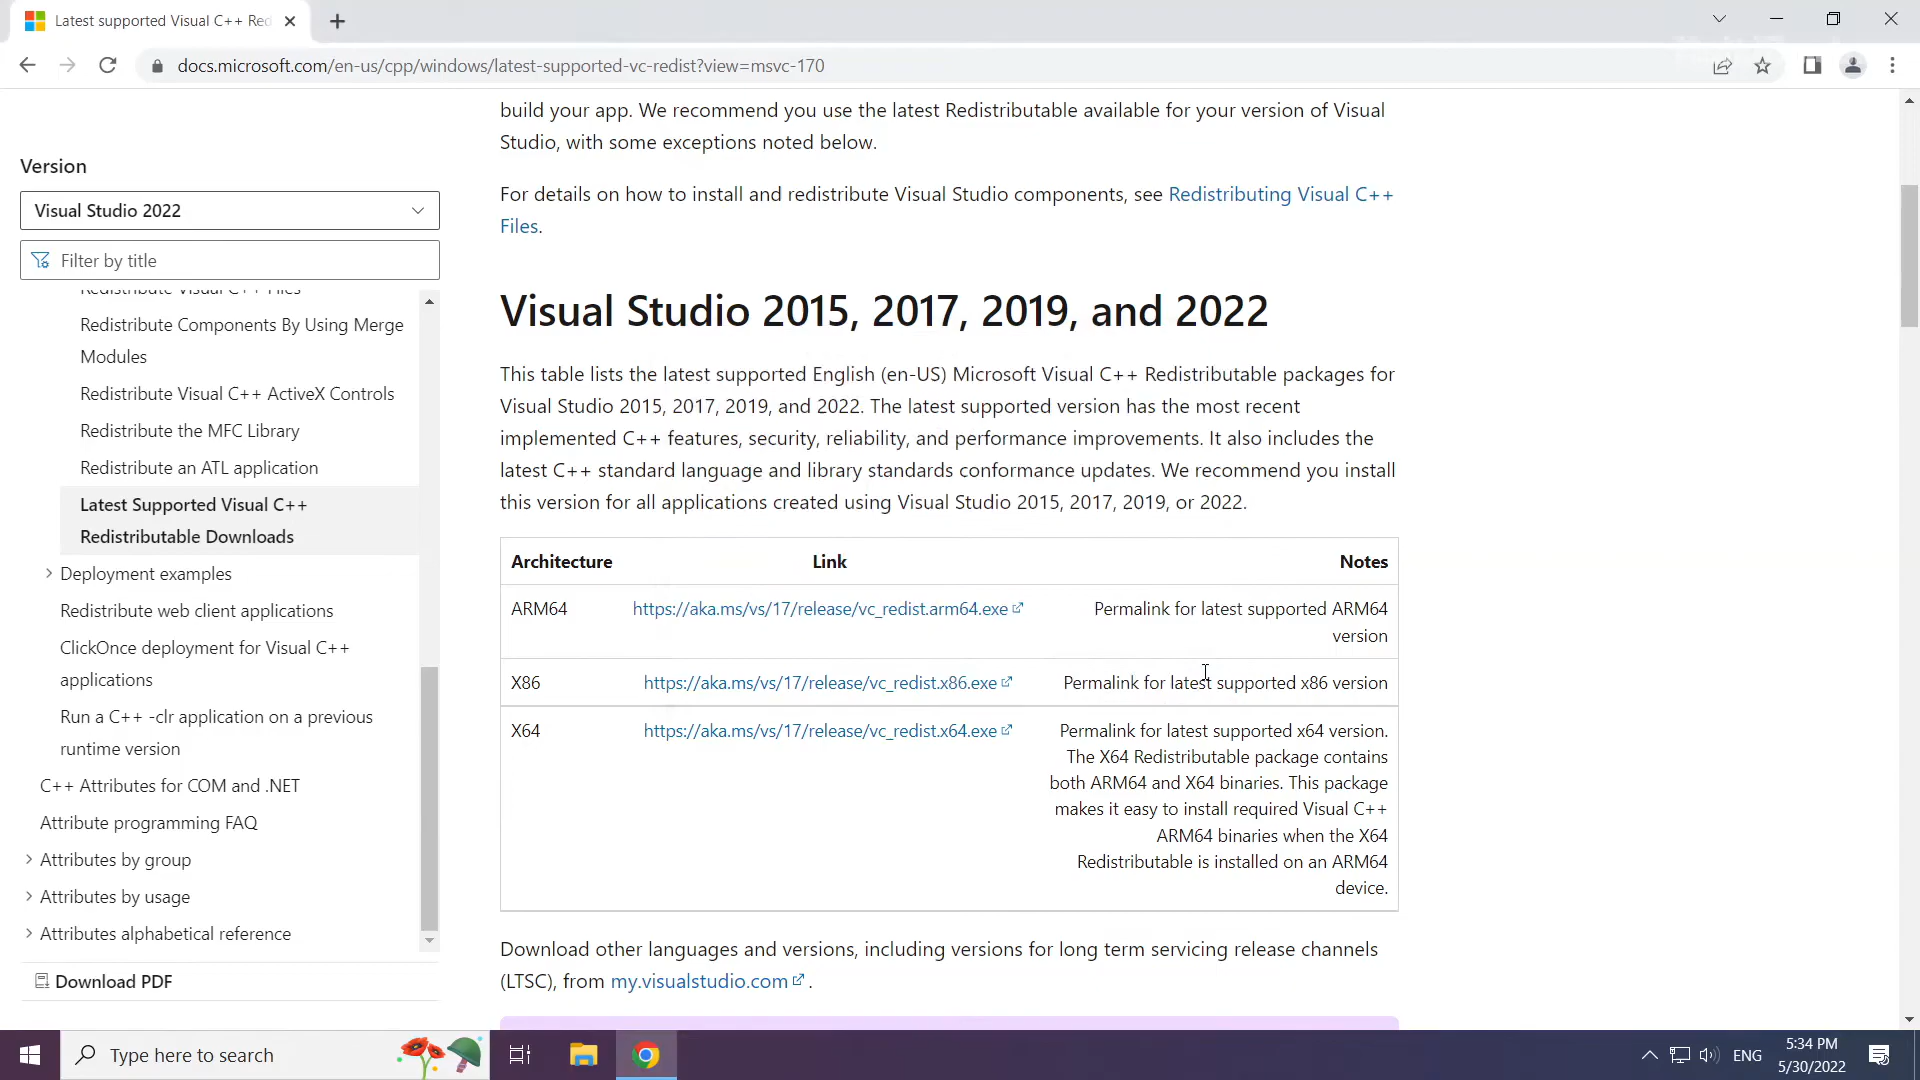 Latest supported Visual C++ Red
docs.microsoft.com/en-us/cpp/windows/latest-supported-vc-redist?view=msvc-170
Version
Visual Studio 2022
Filter by title
Redistribute Visual C++ Files
Redistribute Components By Using Merge
Modules
Redistribute Visual C++ ActiveX Controls
Redistribute the MFC Library
Redistribute an ATL application
Latest Supported Visual C++
Redistributable Downloads
Deployment examples
Redistribute web client applications
ClickOnce deployment for Visual C++
applications
Run a C++ -clr application on a previous
runtime version
C++ Attributes for COM and .NET
Attribute programming FAQ
Attributes by group
Attributes by usage
Attributes alphabetical reference
Download PDF
build your app. We recommend you use the latest Redistributable available for your version of Visual
Studio, with some exceptions noted below.
For details on how to install and redistribute Visual Studio components, see Redistributing Visual C++
Files.
Visual Studio 2015, 2017, 2019, and 2022
This table lists the latest supported English (en-US) Microsoft Visual C++ Redistributable packages for
Visual Studio 2015, 2017, 2019, and 2022. The latest supported version has the most recent
implemented C++ features, security, reliability, and performance improvements. It also includes the
latest C++ standard language and library standards conformance updates. We recommend you install
this version for all applications created using Visual Studio 2015, 2017, 2019, or 2022.
Architecture Link Notes
ARM64 https://aka.ms/vs/17/release/vc_redist.arm64.exe Permalink for latest supported ARM64
version
X86 https://aka.ms/vs/17/release/vc_redist.x86.exe Permalink for latest supported x86 version
X64 https://aka.ms/vs/17/release/vc_redist.x64.exe Permalink for latest supported x64 version.
The X64 Redistributable package contains
both ARM64 and X64 binaries. This package
makes it easy to install required Visual C++
ARM64 binaries when the X64
Redistributable is installed on an ARM64
device.
Download other languages and versions, including versions for long term servicing release channels
(LTSC), from my.visualstudio.com .
Type here to search
ENG
5:34 PM
5/30/2022